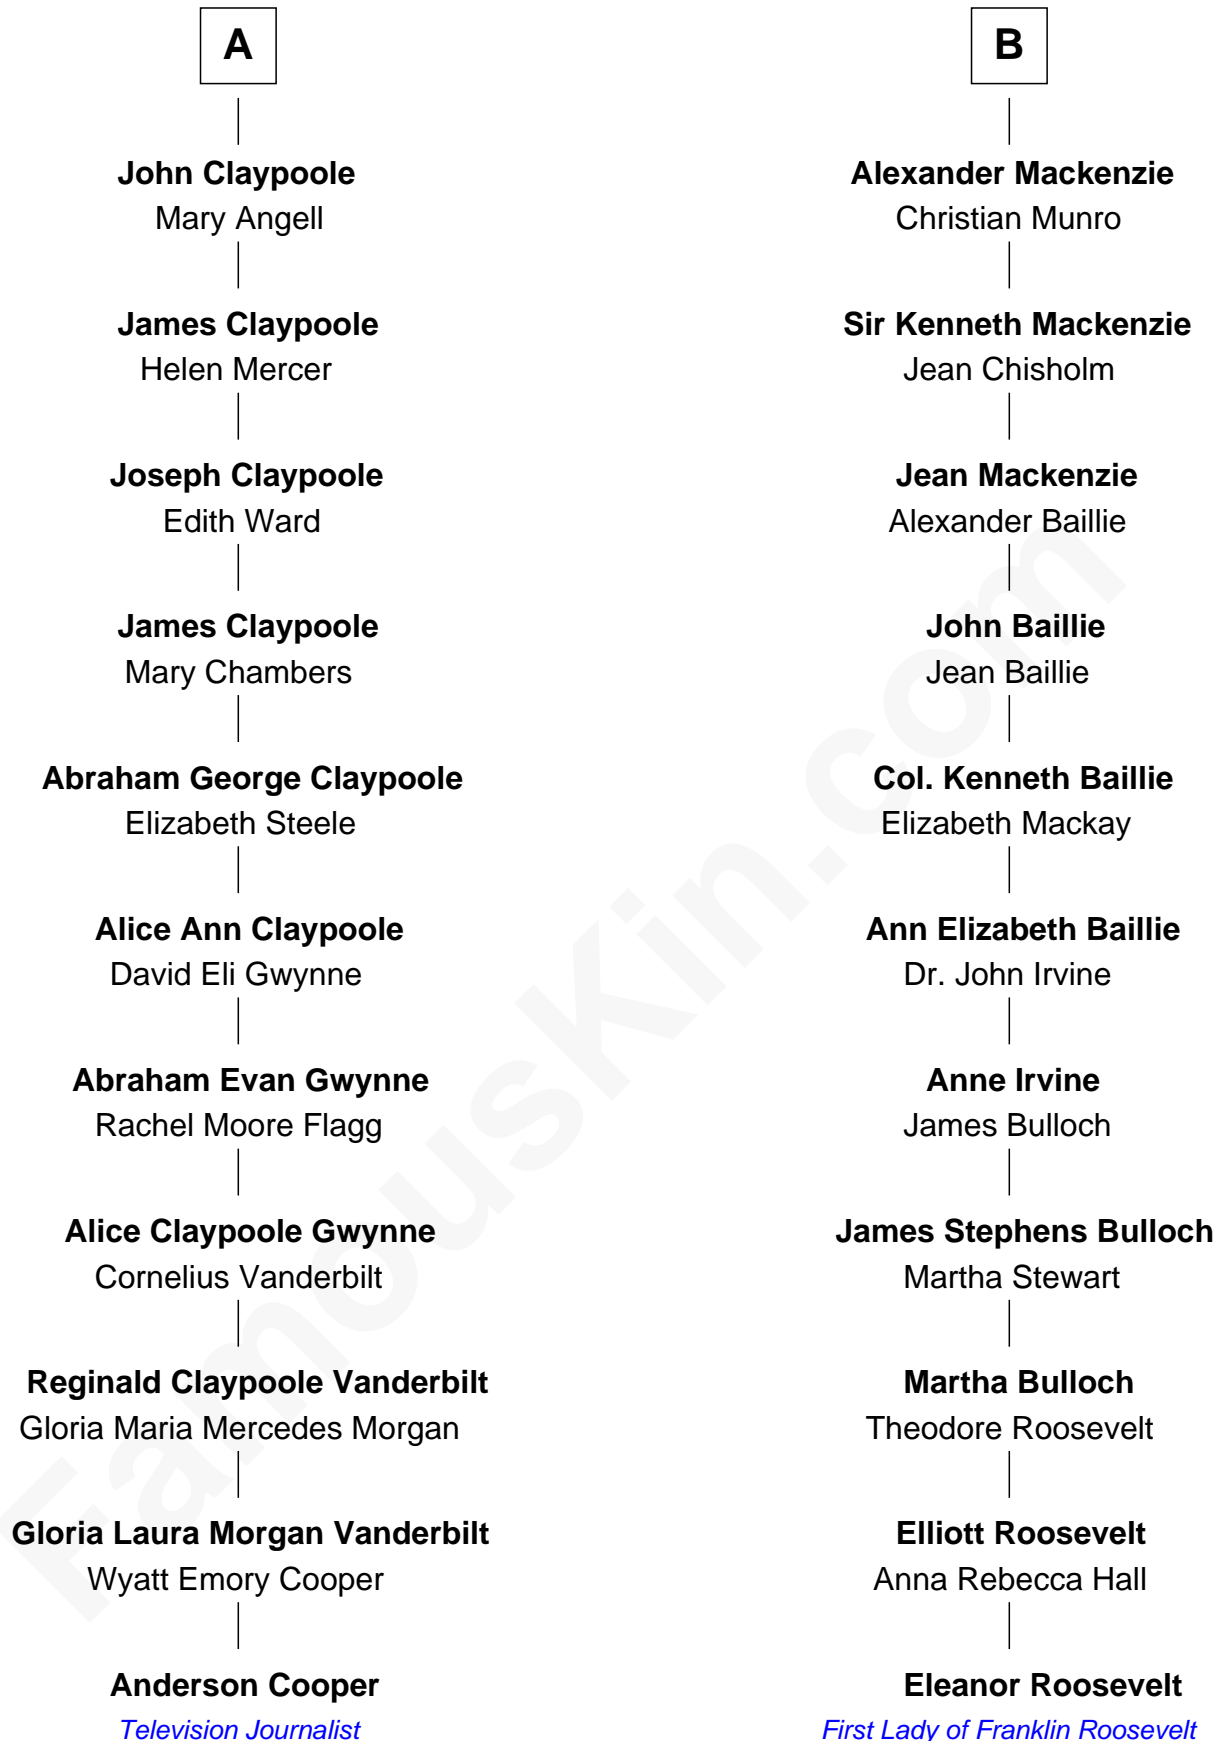 A
John Claypoole
Mary Angell
James Claypoole
Helen Mercer
Joseph Claypoole
Edith Ward
James Claypoole
Mary Chambers
Abraham George Claypoole
Elizabeth Steele
Alice Ann Claypoole
David Eli Gwynne
Abraham Evan Gwynne
Rachel Moore Flagg
Alice Claypoole Gwynne
Cornelius Vanderbilt
Reginald Claypoole Vanderbilt
Gloria Maria Mercedes Morgan
Gloria Laura Morgan Vanderbilt
Wyatt Emory Cooper
Anderson Cooper
Television Journalist
B
Alexander Mackenzie
Christian Munro
Sir Kenneth Mackenzie
Jean Chisholm
Jean Mackenzie
Alexander Baillie
John Baillie
Jean Baillie
Col. Kenneth Baillie
Elizabeth Mackay
Ann Elizabeth Baillie
Dr. John Irvine
Anne Irvine
James Bulloch
James Stephens Bulloch
Martha Stewart
Martha Bulloch
Theodore Roosevelt
Elliott Roosevelt
Anna Rebecca Hall
Eleanor Roosevelt
First Lady of Franklin Roosevelt
FamousKin.com